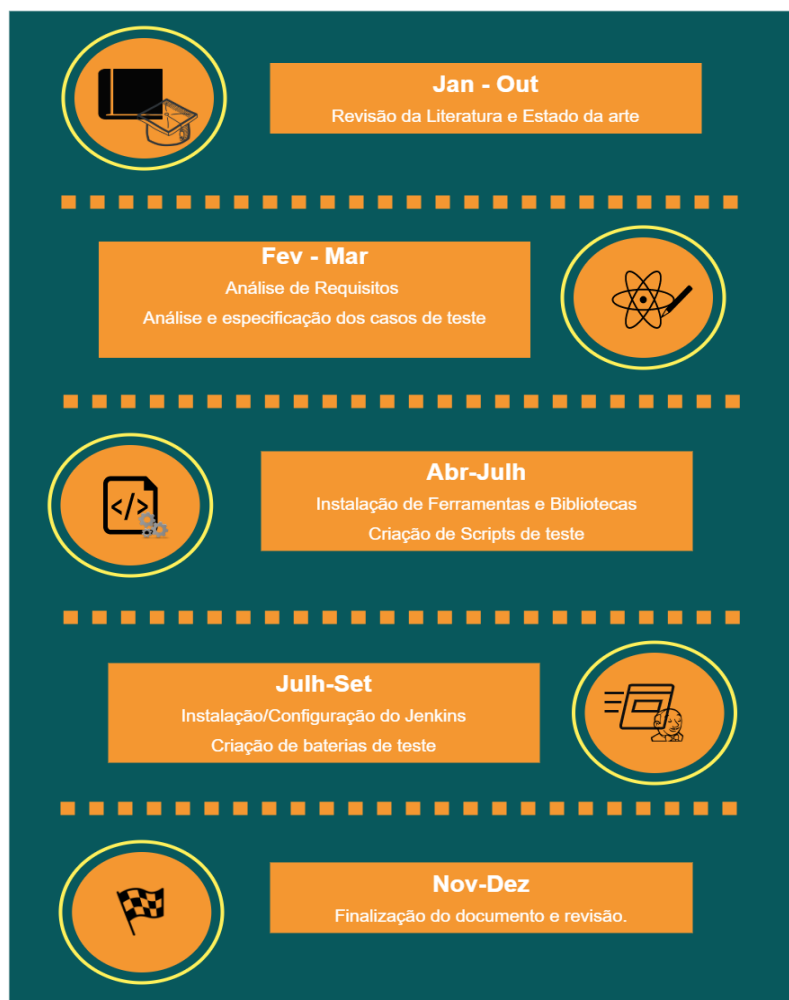 Jan - Out
Revisão da Literatura e Estado da arte
Fev - Mar
Análise de Requisitos
Análise e especificação dos casos de teste
</>
Abr-Julh
Instalação de Ferramentas e Bibliotecas
Criação de Scripts de teste
Julh-Set
Instalação/Configuração do Jenkins
Criação de baterias de teste
Nov-Dez
Finalização do documento e revisão.